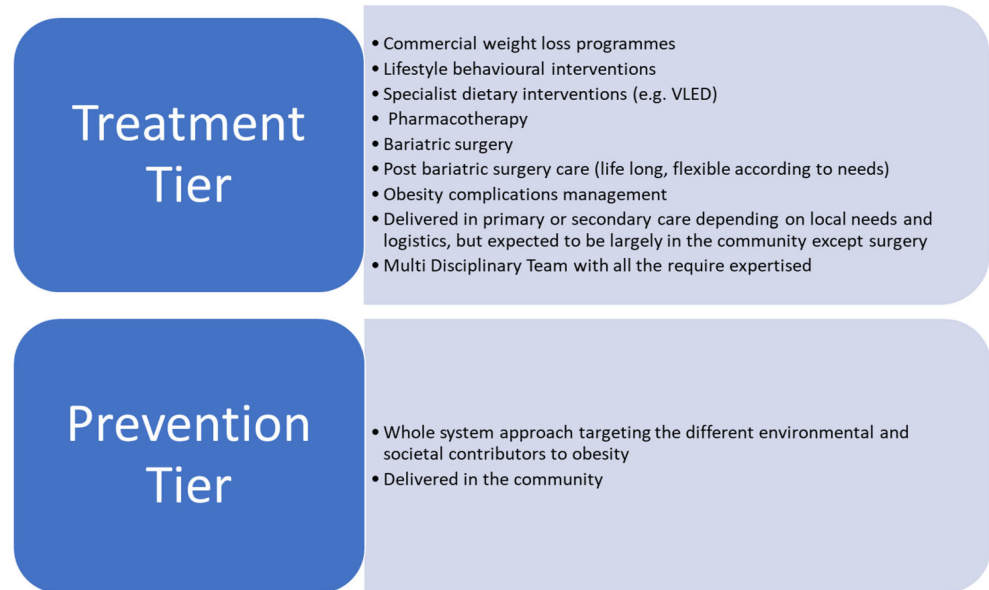 Treatment
Tier
• Commercial weight loss programmes
• Lifestyle behavioural interventions
• Specialist dietary interventions (e.g. VLED)
• Pharmacotherapy
• Bariatric surgery
• Post bariatric surgery care (life long, flexible according to needs)
• Obesity complications management
• Delivered in primary or secondary care depending on local needs and
logistics, but expected to be largely in the community except surgery
• Multi Disciplinary Team with all the require expertised
Prevention
Tier
• Whole system approach targeting the different environmental and
societal contributors to obesity
• Delivered in the community